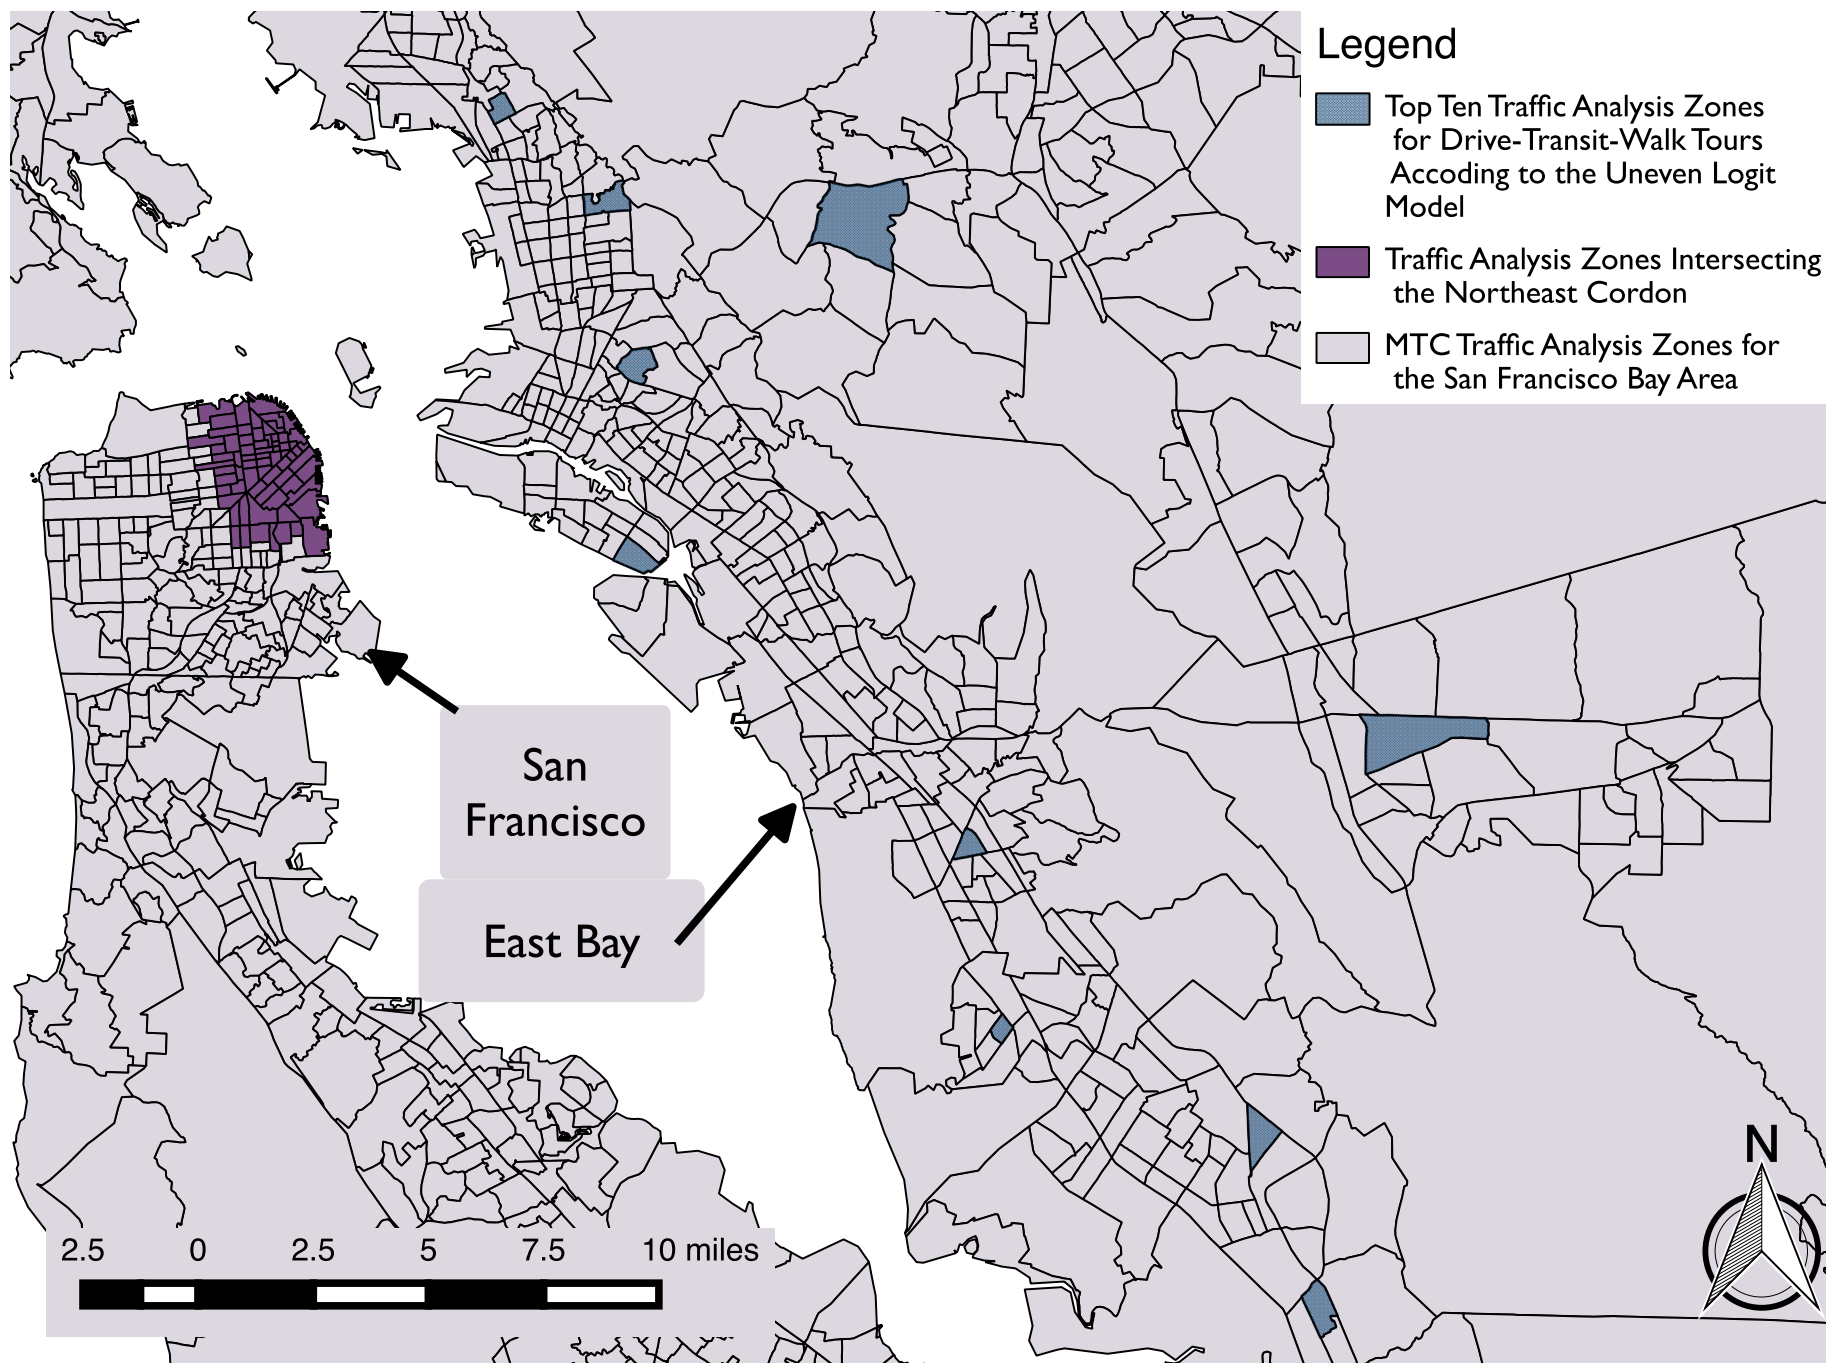 Legend
Top Ten Traffic Analysis Zones
for Drive-Transit-Walk Tours
Accoding to the Uneven Logit
Model
Traffic Analysis Zones Intersecting
the Northeast Cordon
MTC Traffic Analysis Zones for
the San Francisco Bay Area
San
Francisco
East Bay
N
2.5 0 2.5 5 7.5 10 miles